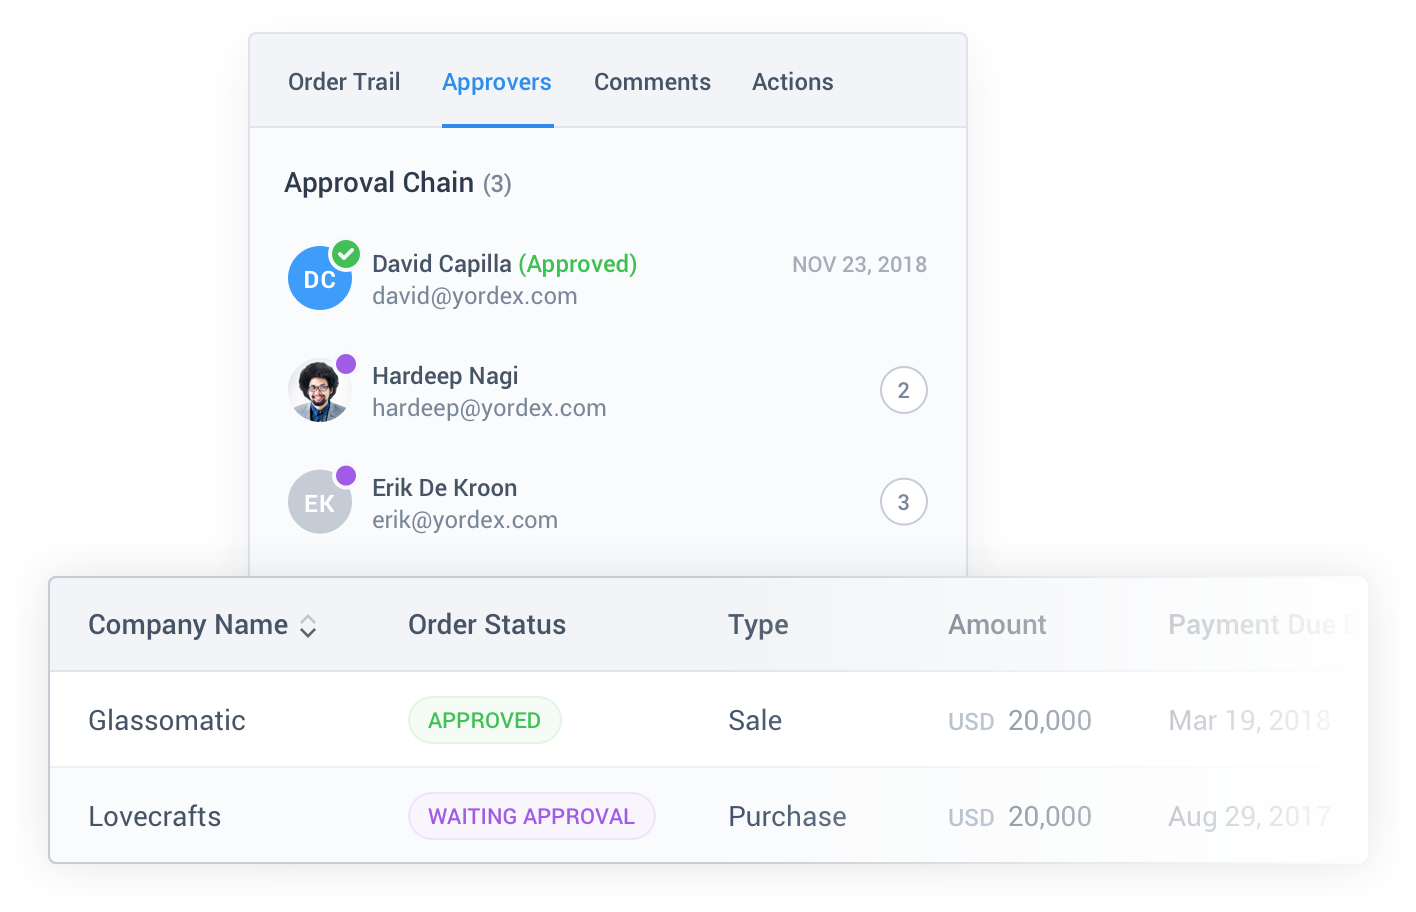 Order Trail Approvers Comments Actions
Approval Chain (3)
DC
David Capilla (Approved) NOV 23, 2018
david@yordex.com
Hardeep Nagi
hardeep@yordex.com
2
EK
Erik De Kroon
erik@yordex.com
3
Company Name Order Status Type Amount Payment Due D
Glassomatic APPROVED Sale USD 20,000 Mar 19, 2018
Lovecrafts WAITING APPROVAL Purchase USD 20,000 Aug 29, 2017